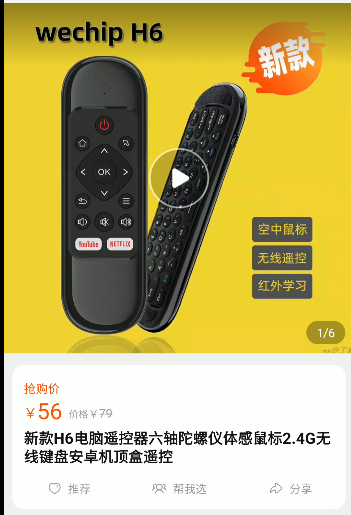 wechip H6
新款
OK
YouTube
NETFLIX
空中鼠标
无线遥控
红外学习
1/6
抢购价
￥56 价格￥79
新款H6电脑遥控器六轴陀螺仪体感鼠标2.4G无
线键盘安卓机顶盒遥控
推荐
帮我选
分享